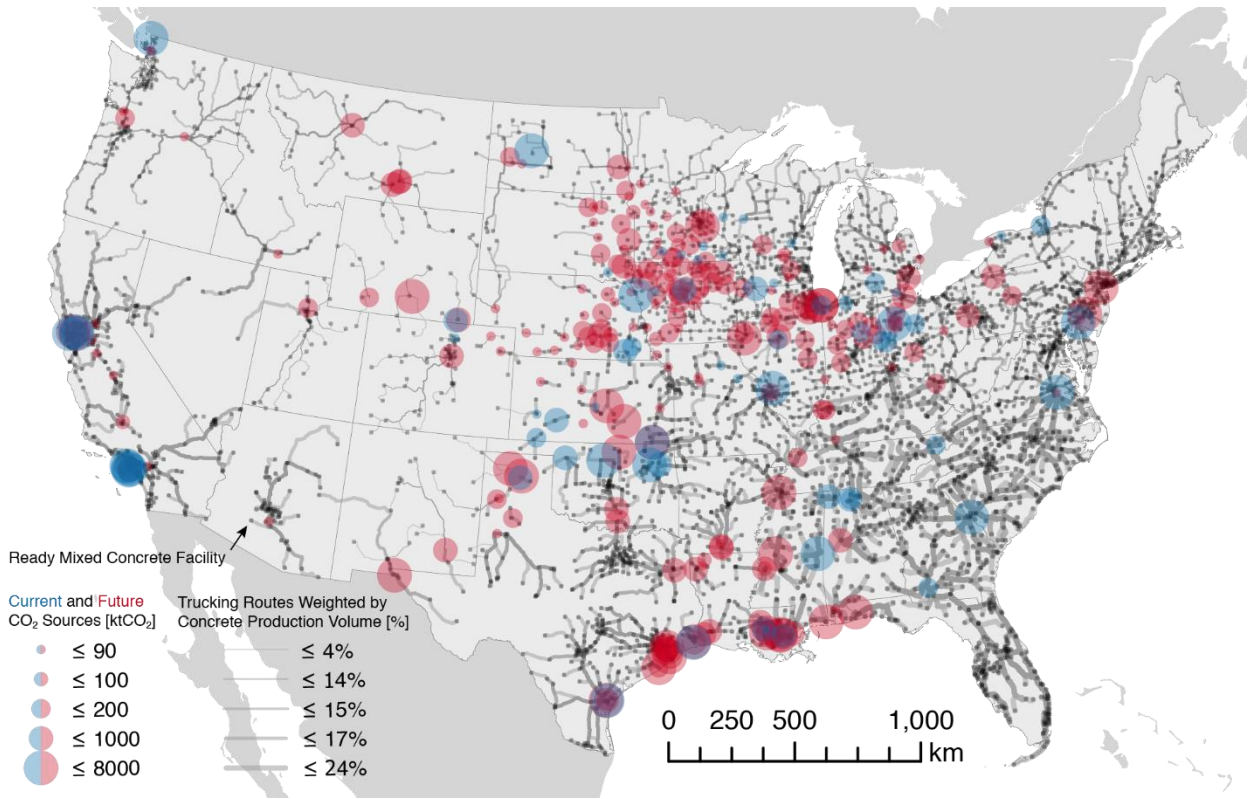 Ready Mixed Concrete Facility
Current and Future
CO₂ Sources [ktCO₂]
≤ 90
≤ 100
≤ 200
≤ 1000
≤ 8000
Trucking Routes Weighted by
Concrete Production Volume [%]
≤ 4%
≤ 14%
≤ 15%
≤ 17%
≤ 24%
0 250 500 1,000
km